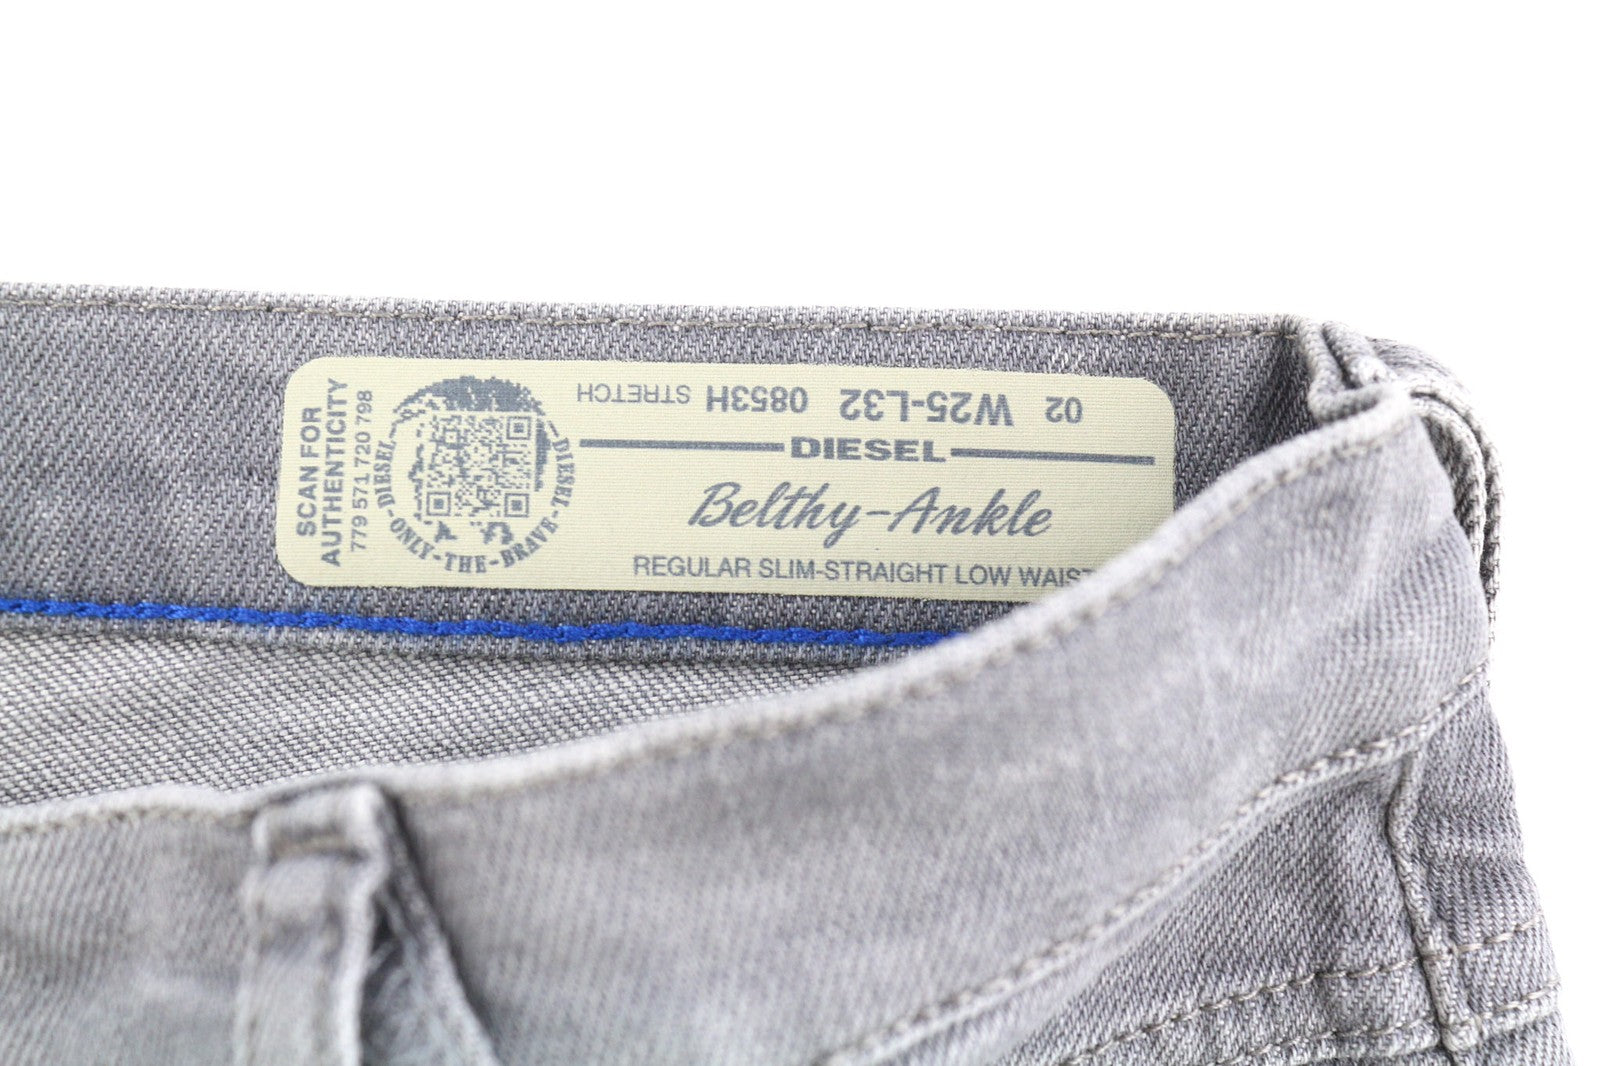 SCAN FOR
AUTHENTICITY
779 571 720 798
DIESEL
ONLY-THE-BRAVE-DIESEL
02 W25-L32 0853H STRETCH
DIESEL
Belthy-Ankle
REGULAR SLIM-STRAIGHT LOW WAIST